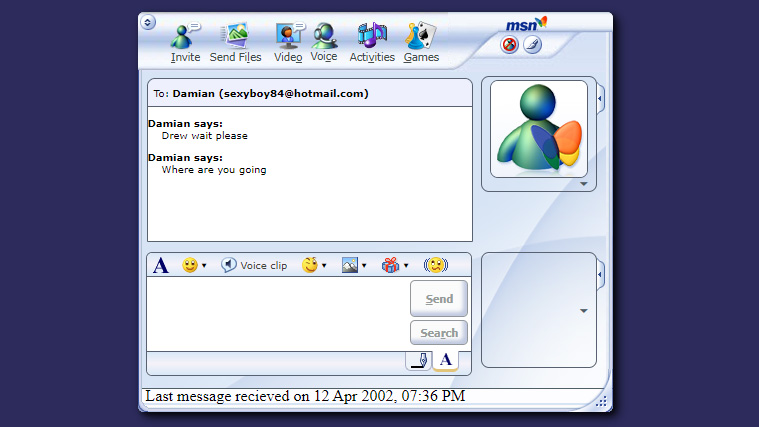 msn
Invite Send Files Video Voice Activities Games
To: Damian (sexyboy84@hotmail.com)
Damian says:
Drew wait please
Damian says:
Where are you going
A Voice clip
Send
Search
A
Last message recieved on 12 Apr 2002, 07:36 PM